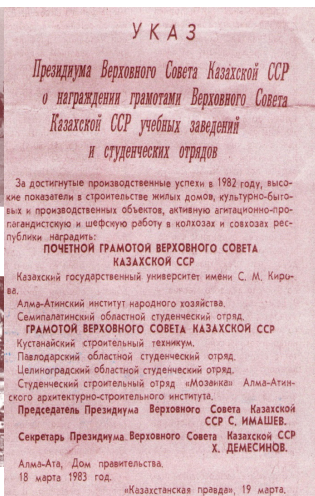 УКАЗ
Президиума Верховного Совета Казахской ССР
о награждении грамотами Верховного Совета
Казахской ССР учебных заведений
и студенческих отрядов
За достигнутые производственные успехи в 1982 году, высо-
кие показатели в строительстве жилых домов, культурно-быто-
вых и производственных объектов, активную агитационно-про-
пагандистскую и шефскую работу в колхозах и совхозах рес-
публики наградить:
ПОЧЕТНОЙ ГРАМОТОЙ ВЕРХОВНОГО СОВЕТА
КАЗАХСКОЙ ССР
Казахский государственный университет имени С. М. Киро-
ва.
Алма-Атинский институт народного хозяйства.
Семипалатинский областной студенческий отряд.
ГРАМОТОЙ ВЕРХОВНОГО СОВЕТА КАЗАХСКОЙ ССР
Кустанайский строительный техникум.
Павлодарский областной студенческий отряд.
Целиноградский областной студенческий отряд.
Студенческий строительный отряд «Мозаика» Алма-Атин-
ского архитектурно-строительного института.
Председатель Президиума Верховного Совета Казахской
ССР С. ИМАШЕВ.
Секретарь Президиума Верховного Совета Казахской ССР
Х. ДЕМЕСИНОВ.
Алма-Ата, Дом правительства.
18 марта 1983 год.
«Казахстанская правда», 19 марта.